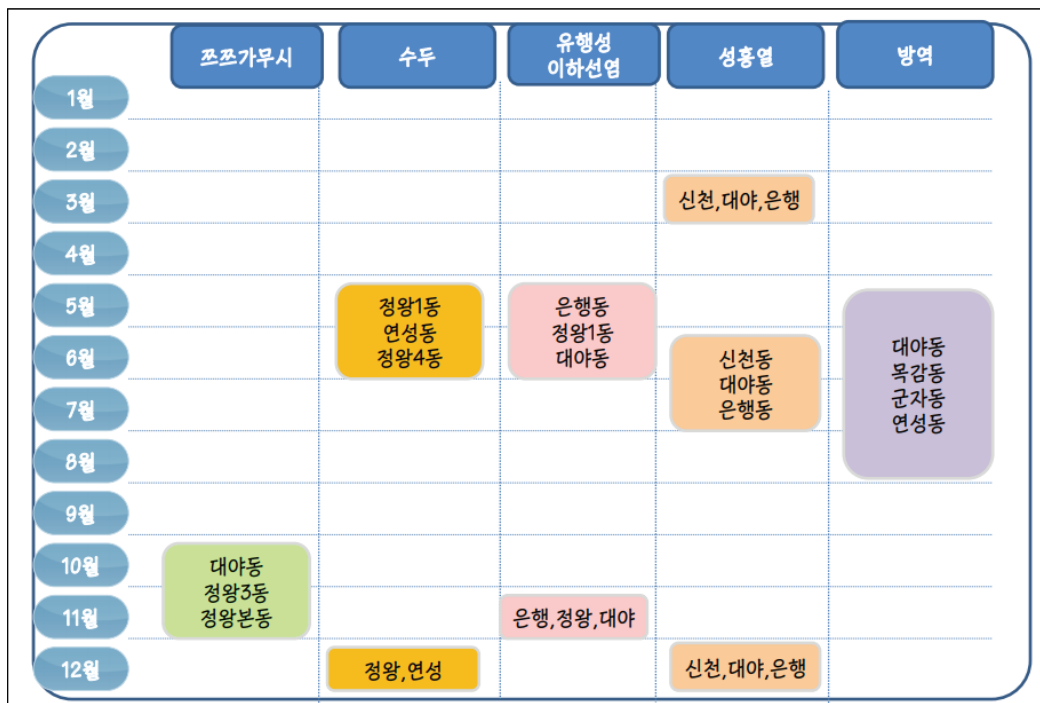 쯔쯔가무시
수두
유행성
이하선염
성홍열
방역
1월
2월
3월
신천,대야,은행
4월
5월
정왕1동
연성동
정왕4동
은행동
정왕1동
대야동
6월
신천동
대야동
은행동
대야동
목감동
군자동
연성동
7월
8월
9월
10월
대야동
정왕3동
정왕본동
11월
은행,정왕,대야
12월
정왕,연성
신천,대야,은행